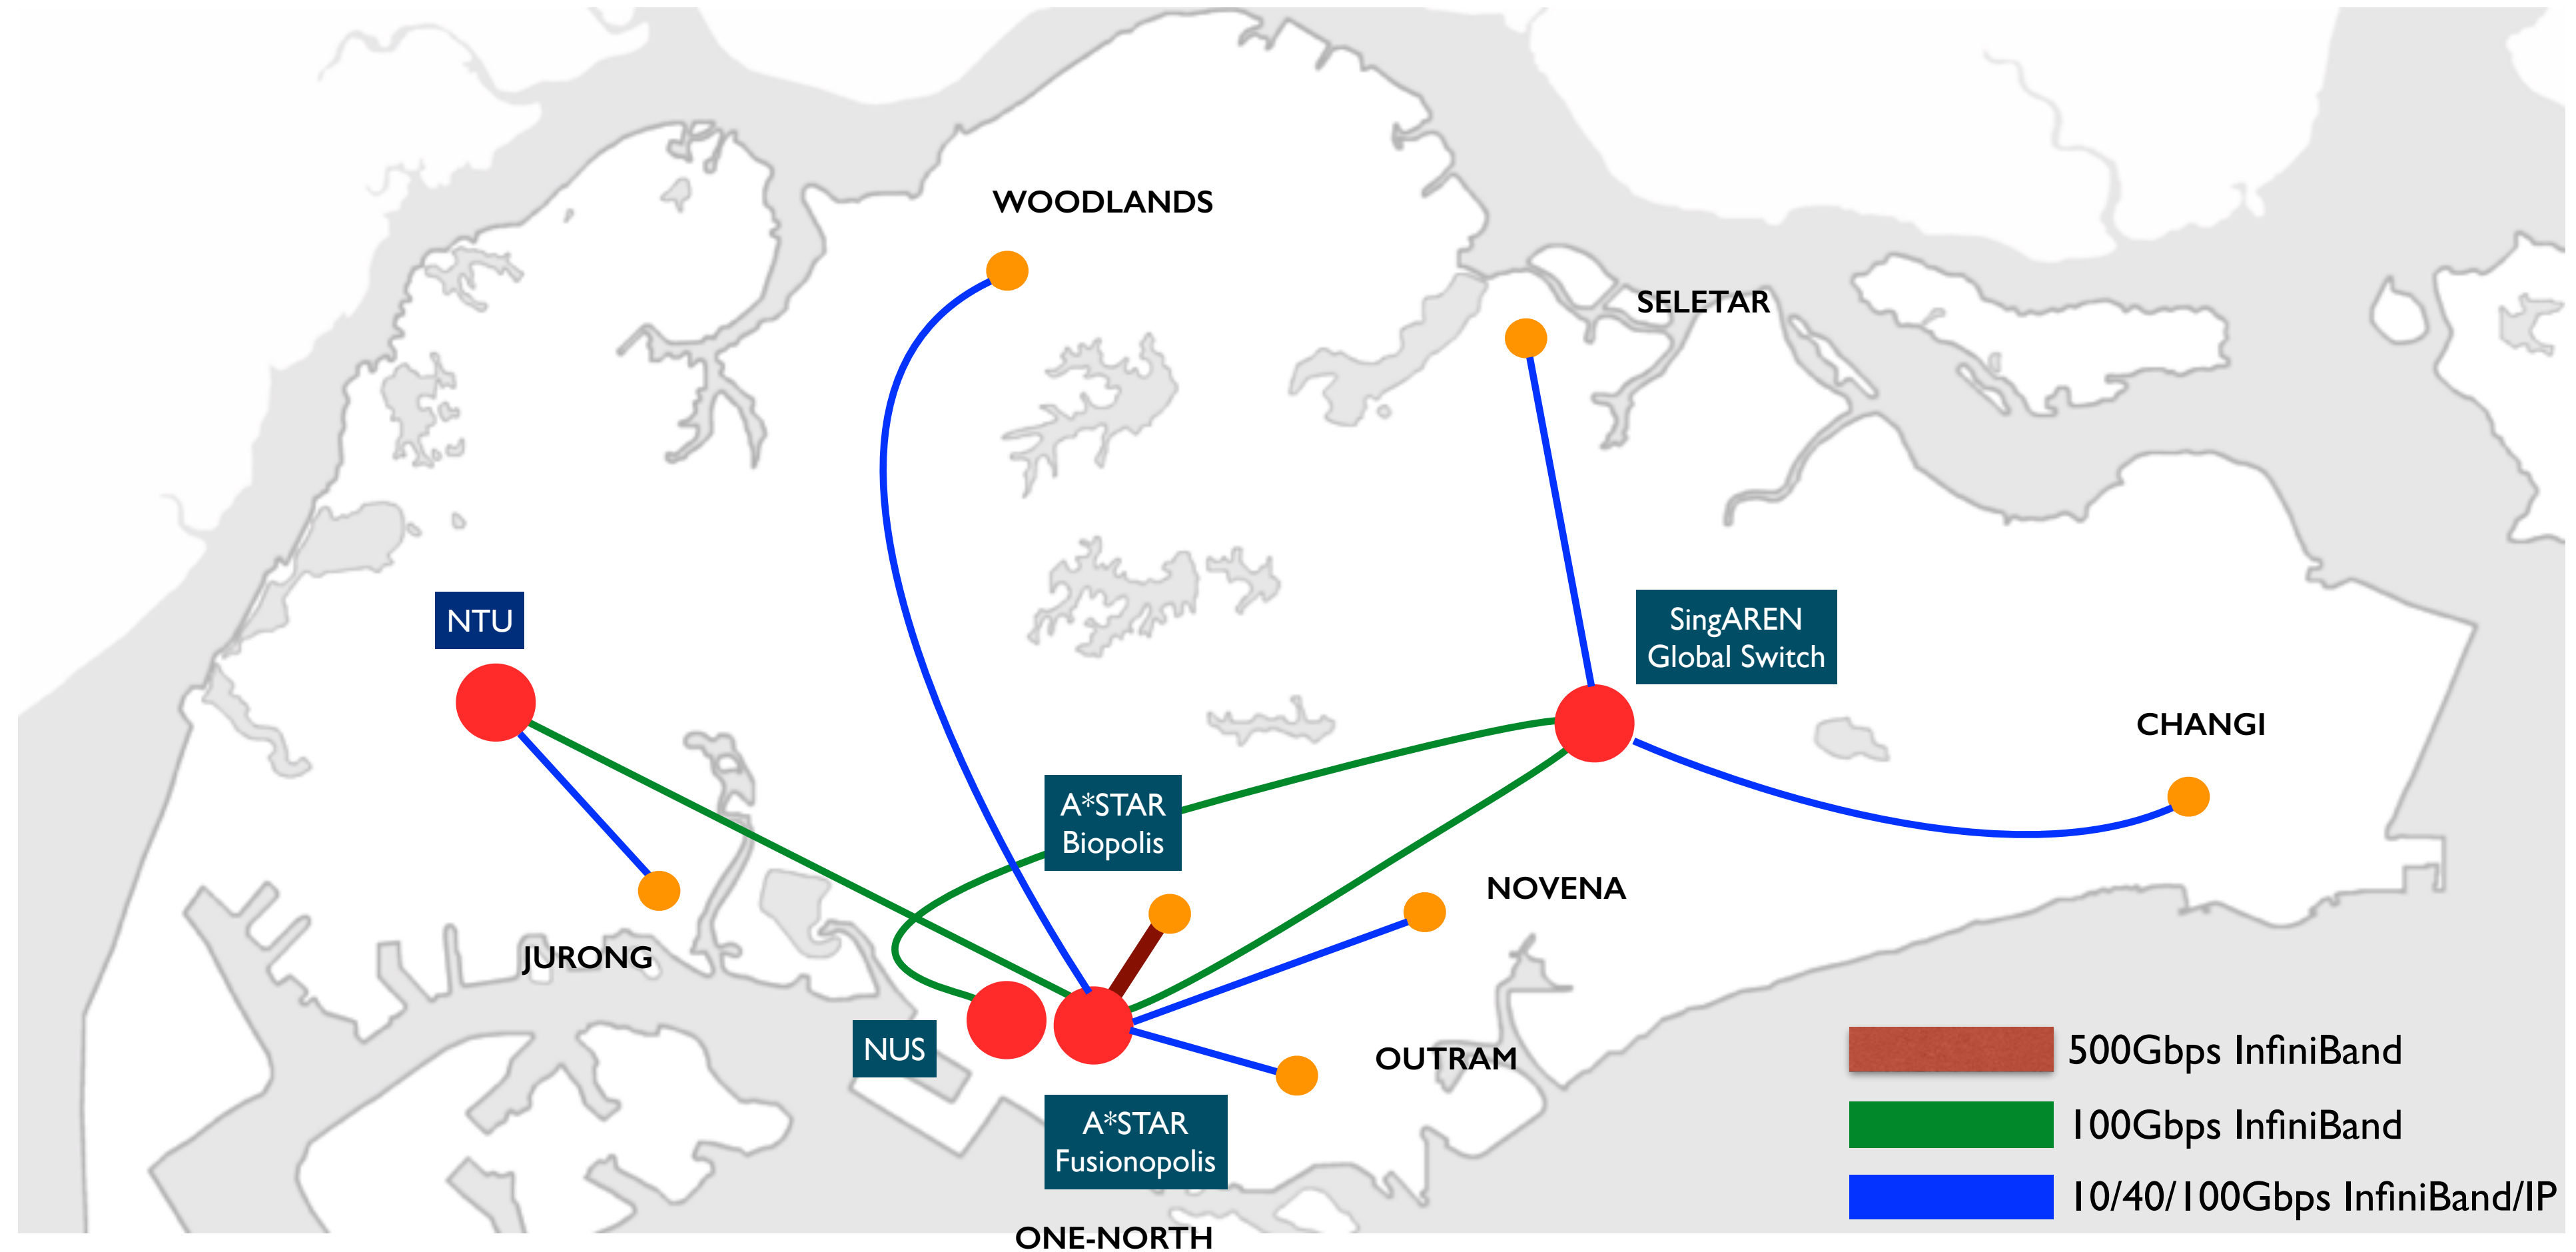 WOODLANDS
SELETAR
NTU
SingAREN
Global Switch
CHANGI
A*STAR
Biopolis
NOVENA
JURONG
NUS
OUTRAM
A*STAR
Fusionopolis
ONE-NORTH
500Gbps InfiniBand
100Gbps InfiniBand
10/40/100Gbps InfiniBand/IP